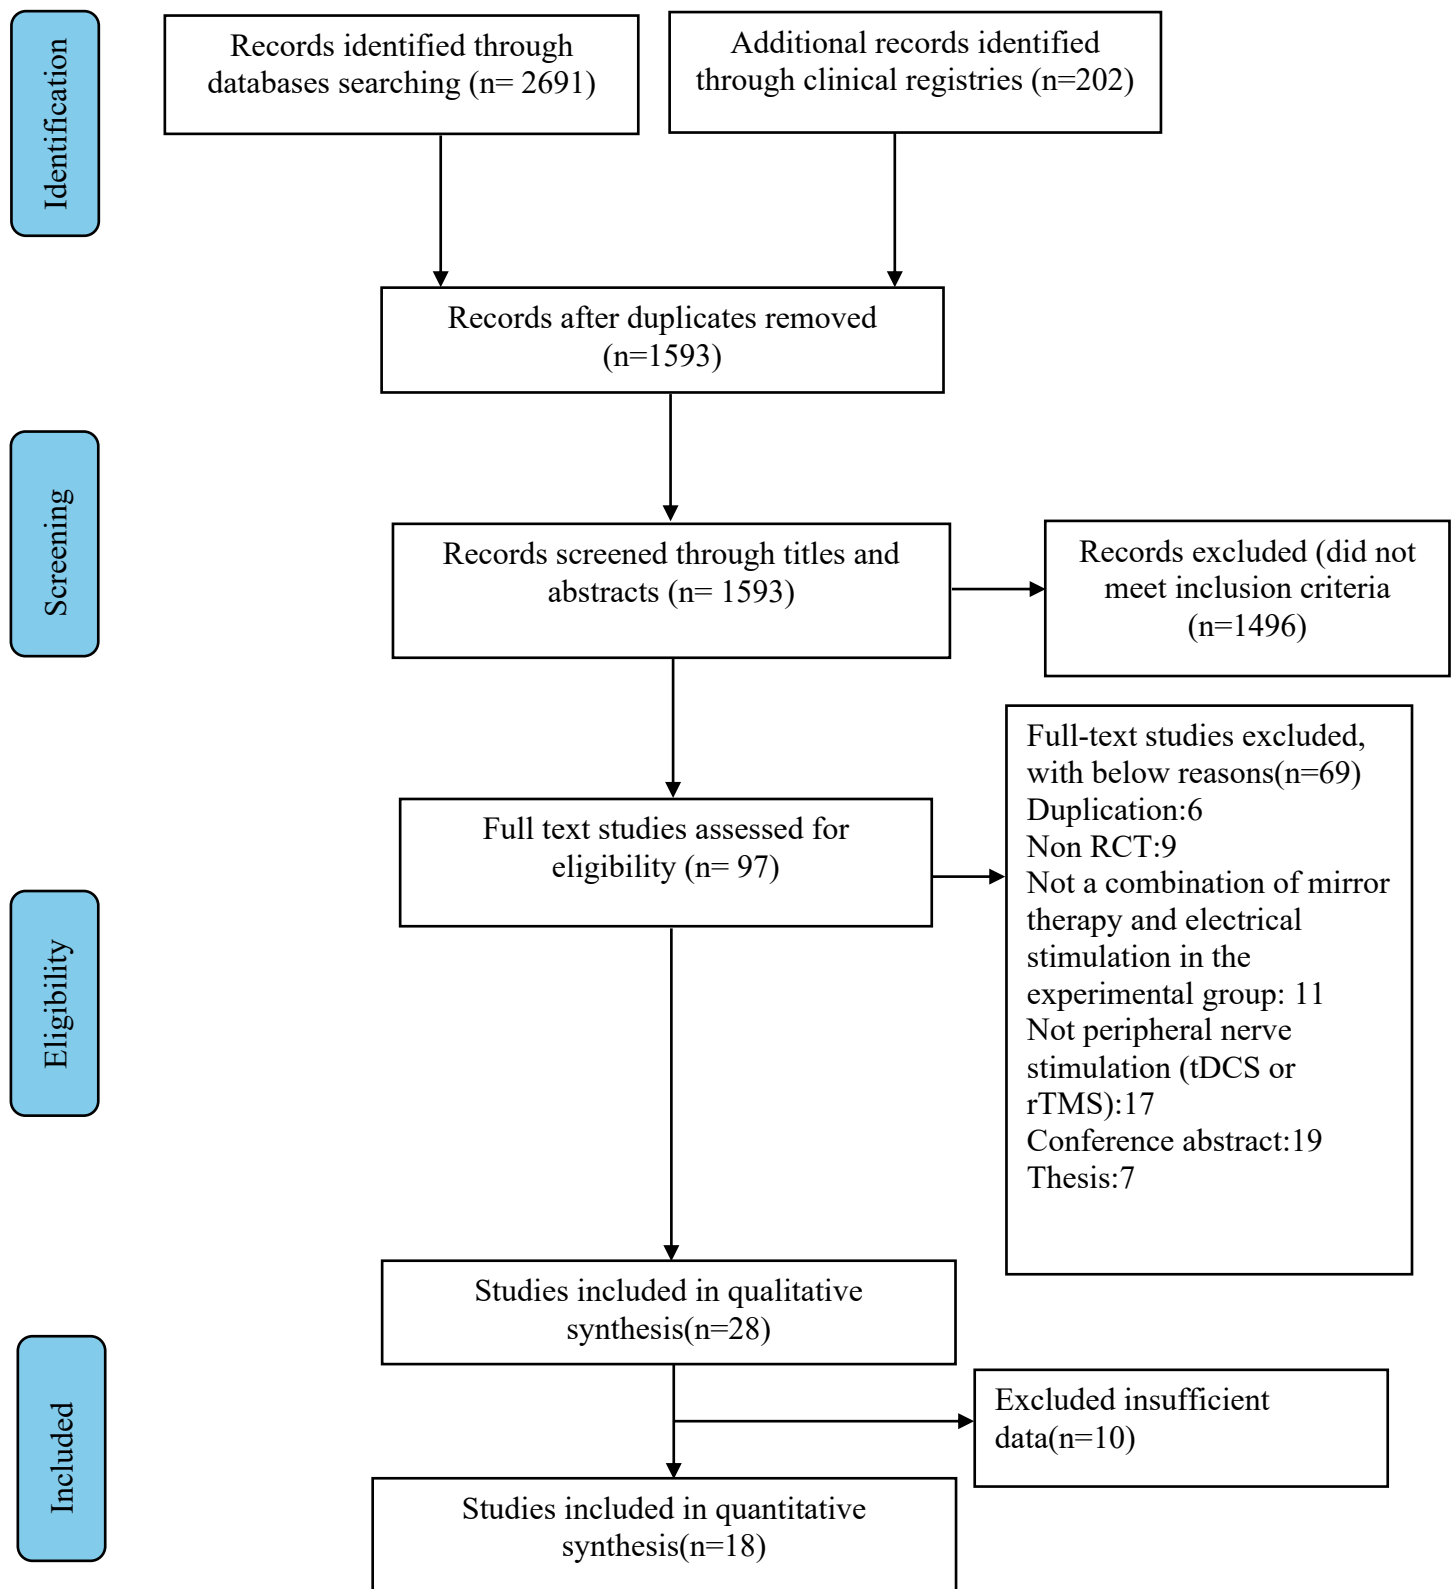 Identification
Records identified through
databases searching (n= 2691)
Additional records identified
through clinical registries (n=202)
Records after duplicates removed
(n=1593)
Screening
Records screened through titles and
abstracts (n= 1593)
Records excluded (did not
meet inclusion criteria
(n=1496)
Eligibility
Full text studies assessed for
eligibility (n= 97)
Full-text studies excluded,
with below reasons(n=69)
Duplication:6
Non RCT:9
Not a combination of mirror
therapy and electrical
stimulation in the
experimental group: 11
Not peripheral nerve
stimulation (tDCS or
rTMS):17
Conference abstract:19
Thesis:7
Studies included in qualitative
synthesis(n=28)
Included
Excluded insufficient
data(n=10)
Studies included in quantitative
synthesis(n=18)